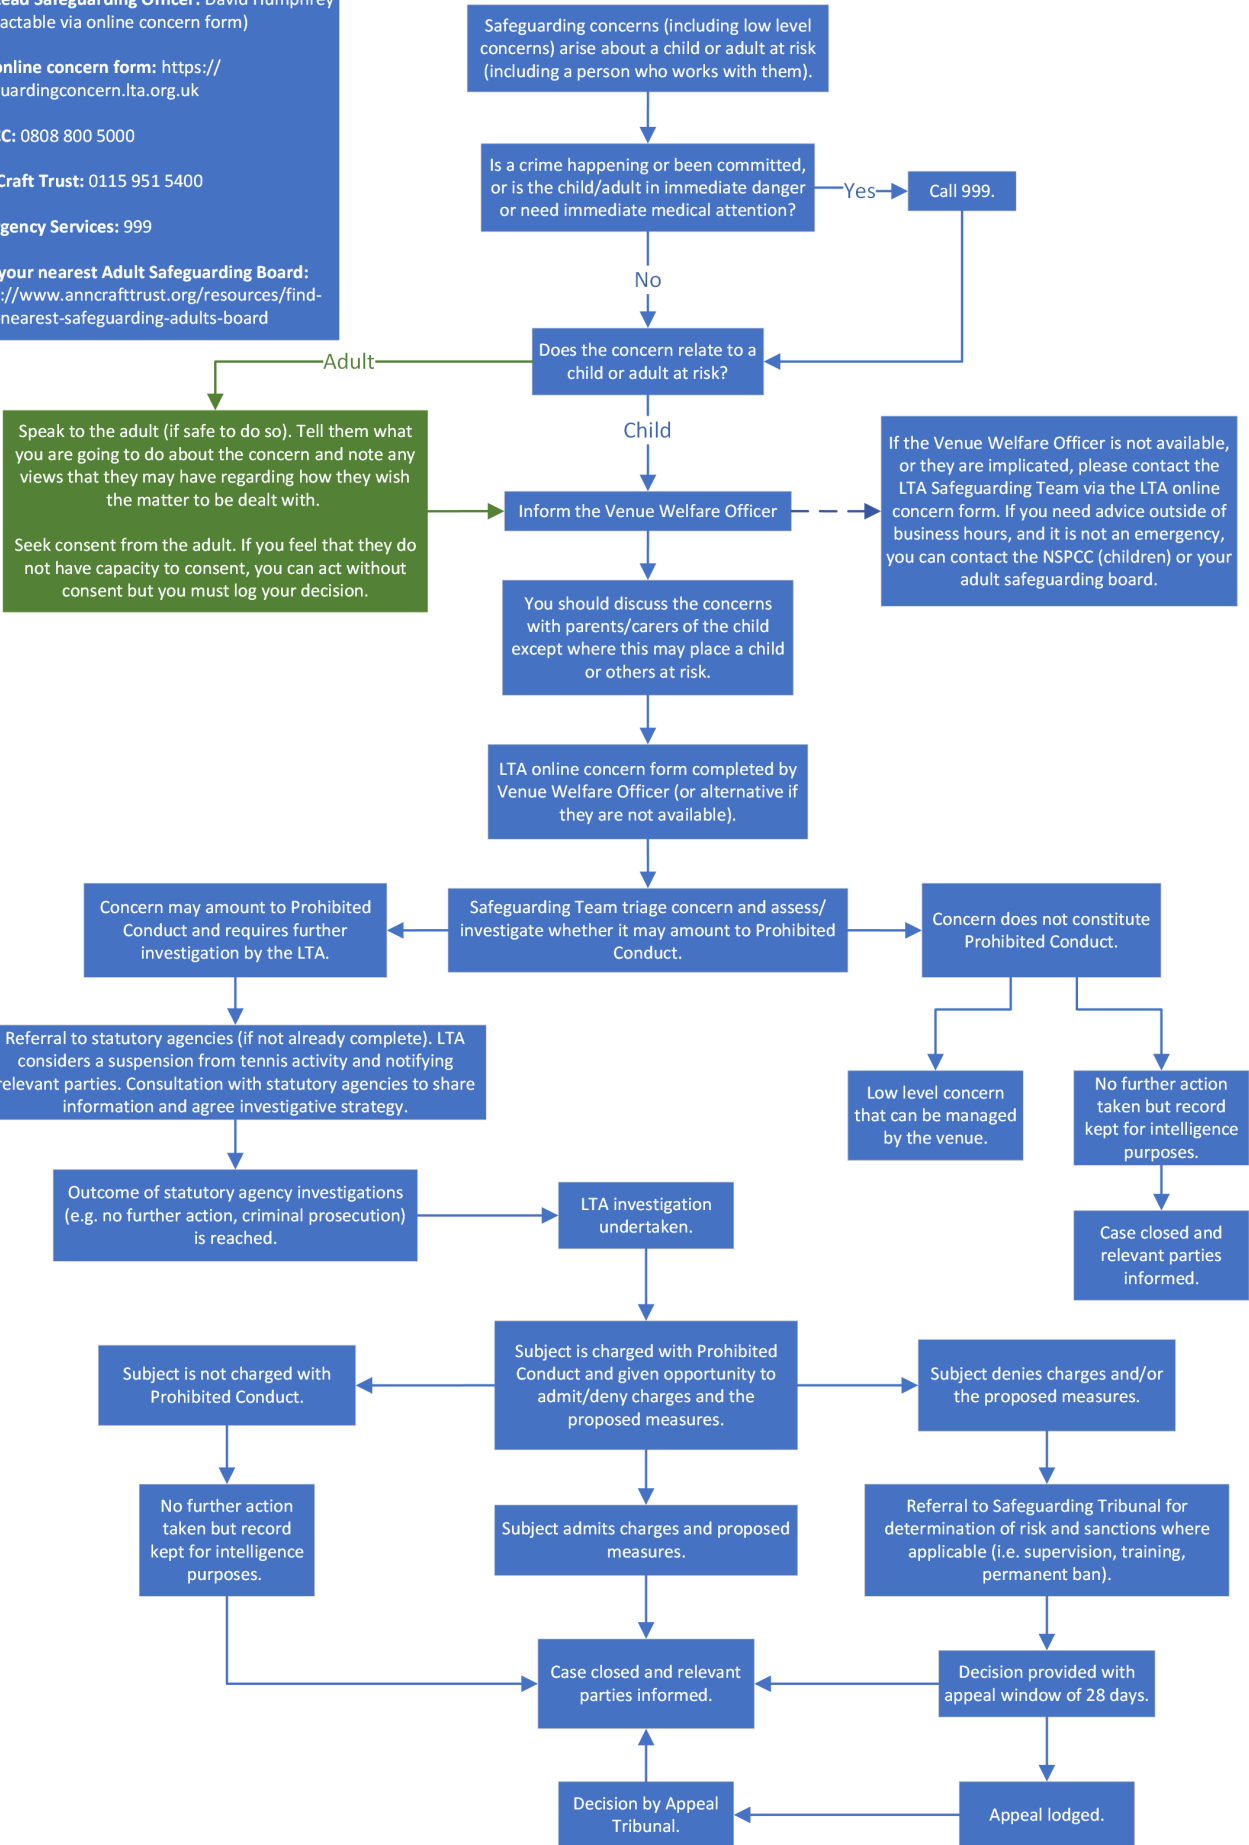 Lead Safeguarding Officer: David Humphrey
actable via online concern form)
online concern form: https://
uardingconcern.lta.org.uk
CC: 0808 800 5000
Craft Trust: 0115 951 5400
gency Services: 999
your nearest Adult Safeguarding Board:
://www.anncrafttrust.org/resources/find-
nearest-safeguarding-adults-board
Safeguarding concerns (including low level
concerns) arise about a child or adult at risk
(including a person who works with them).
Is a crime happening or been committed,
or is the child/adult in immediate danger
or need immediate medical attention?
Yes
Call 999.
No
Does the concern relate to a
child or adult at risk?
Adult
Child
Speak to the adult (if safe to do so). Tell them what
you are going to do about the concern and note any
views that they may have regarding how they wish
the matter to be dealt with.
Seek consent from the adult. If you feel that they do
not have capacity to consent, you can act without
consent but you must log your decision.
Inform the Venue Welfare Officer
If the Venue Welfare Officer is not available,
or they are implicated, please contact the
LTA Safeguarding Team via the LTA online
concern form. If you need advice outside of
business hours, and it is not an emergency,
you can contact the NSPCC (children) or your
adult safeguarding board.
You should discuss the concerns
with parents/carers of the child
except where this may place a child
or others at risk.
LTA online concern form completed by
Venue Welfare Officer (or alternative if
they are not available).
Safeguarding Team triage concern and assess/
investigate whether it may amount to Prohibited
Conduct.
Concern may amount to Prohibited
Conduct and requires further
investigation by the LTA.
Concern does not constitute
Prohibited Conduct.
Referral to statutory agencies (if not already complete). LTA
considers a suspension from tennis activity and notifying
relevant parties. Consultation with statutory agencies to share
information and agree investigative strategy.
Low level concern
that can be managed
by the venue.
No further action
taken but record
kept for intelligence
purposes.
Outcome of statutory agency investigations
(e.g. no further action, criminal prosecution)
is reached.
LTA investigation
undertaken.
Case closed and
relevant parties
informed.
Subject is not charged with
Prohibited Conduct.
Subject is charged with Prohibited
Conduct and given opportunity to
admit/deny charges and the
proposed measures.
Subject denies charges and/or
the proposed measures.
No further action
taken but record
kept for intelligence
purposes.
Subject admits charges and proposed
measures.
Referral to Safeguarding Tribunal for
determination of risk and sanctions where
applicable (i.e. supervision, training,
permanent ban).
Case closed and relevant
parties informed.
Decision provided with
appeal window of 28 days.
Decision by Appeal
Tribunal.
Appeal lodged.